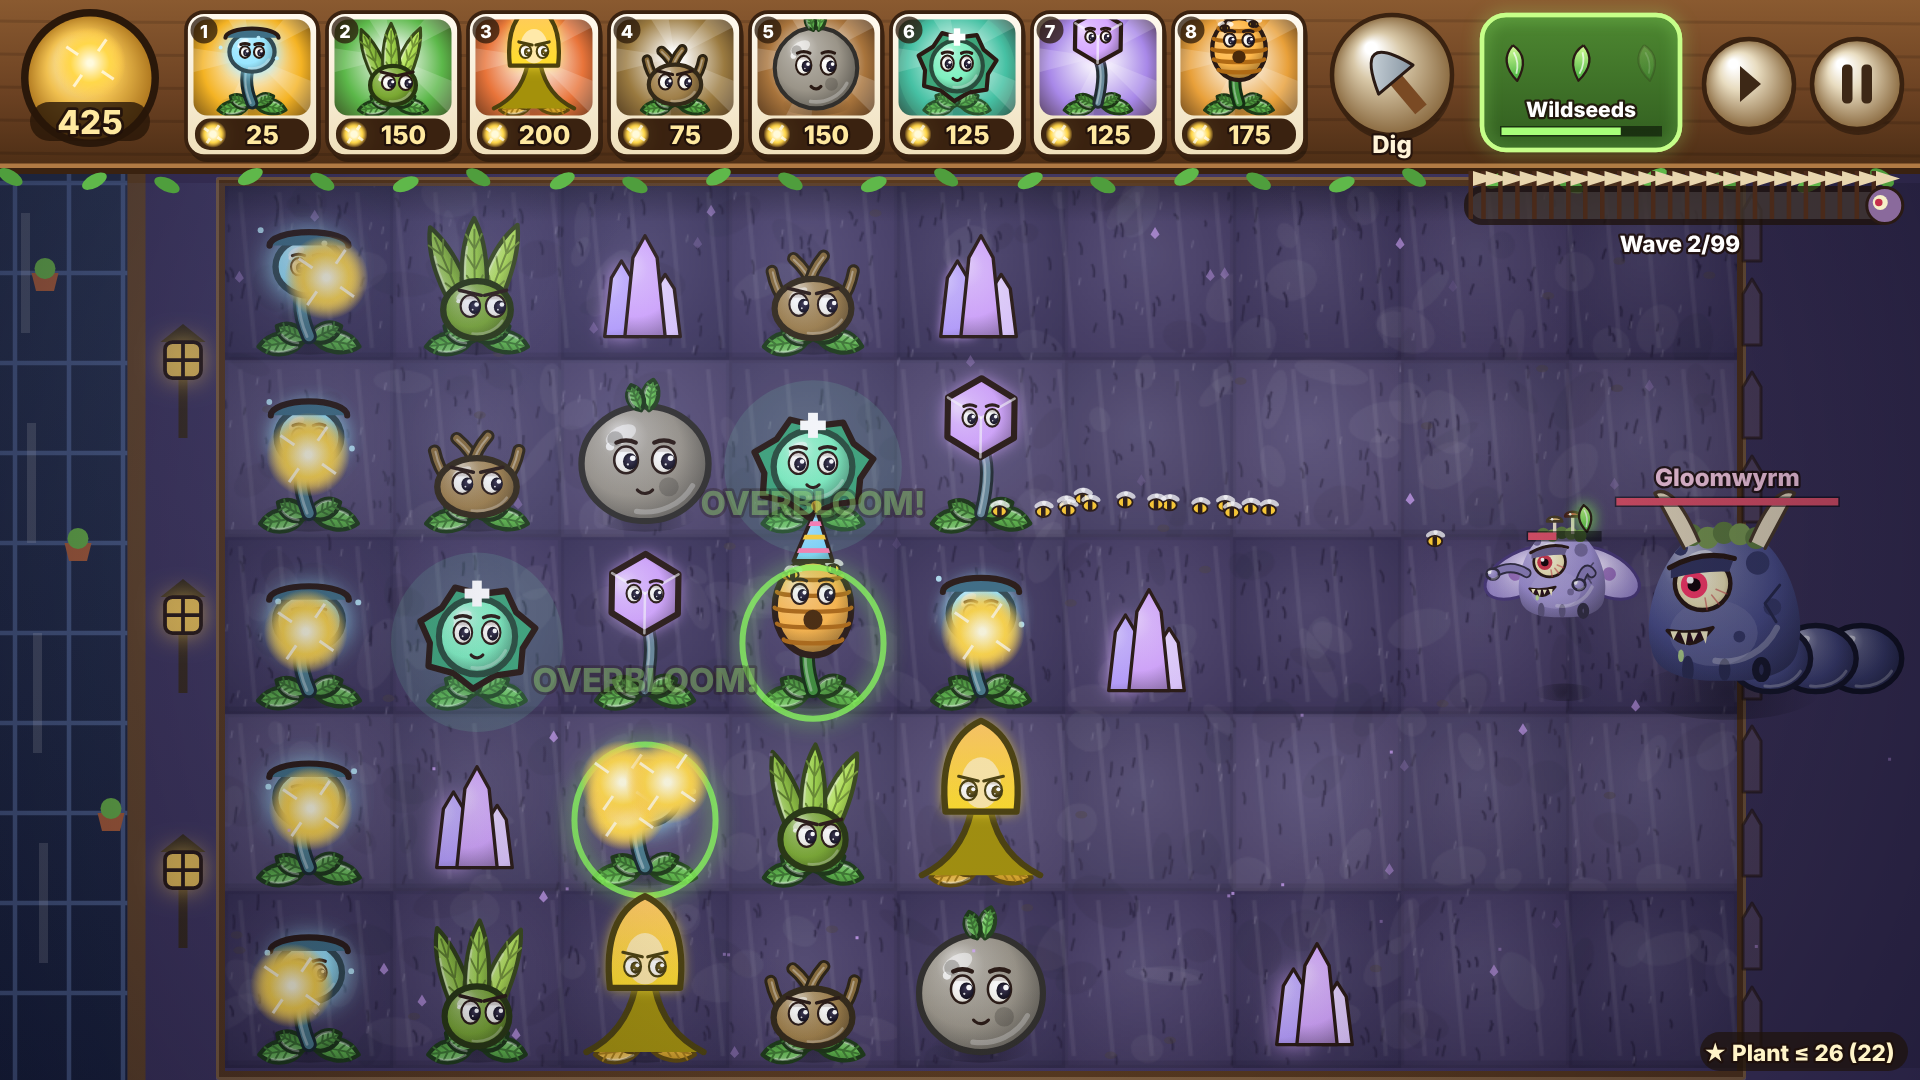 425
1 25
2 150
3 200
4 75
5 150
6 125
7 125
8 175
Dig
Wildseeds
Wave 2/99
Gloomwyrm
OVERBLOOM!
OVERBLOOM!
★ Plant ≤ 26 (22)